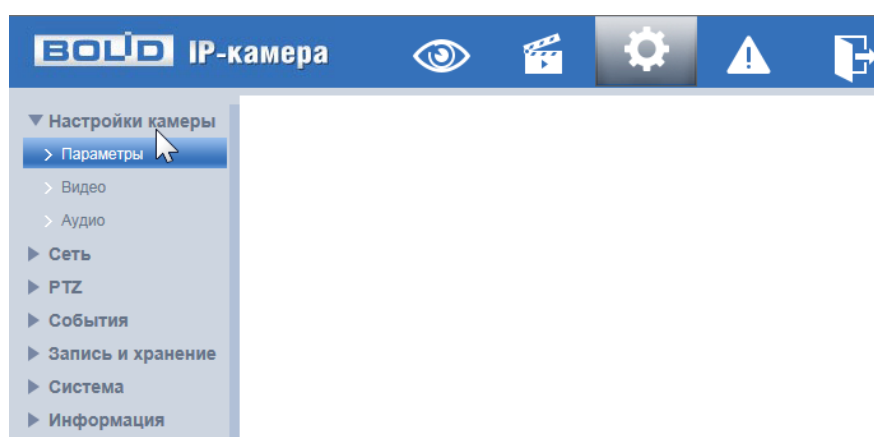 BOLID IP-камера
Настройки камеры
Параметры
Видео
Аудио
Сеть
PTZ
События
Запись и хранение
Система
Информация